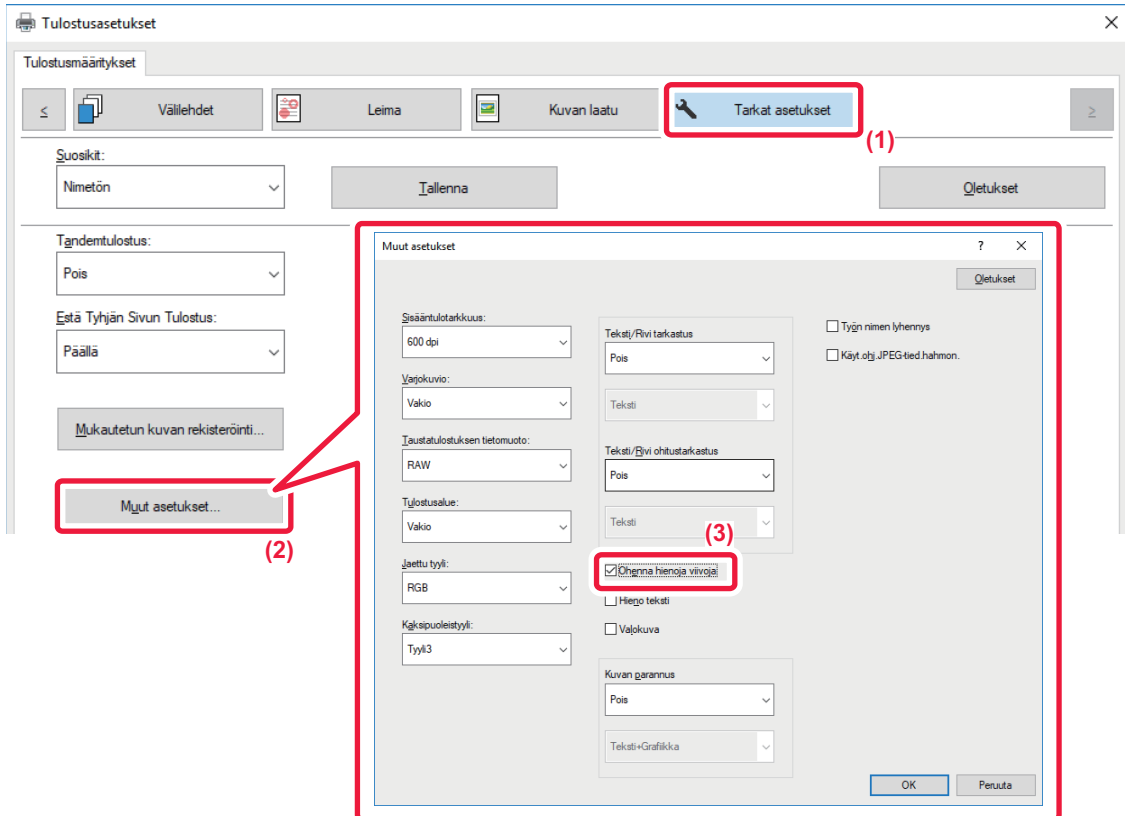 Tulostusasetukset
Tulostusmääritykset
<
Välilehdet
Leima
Kuvan laatu
Tarkat asetukset
>
(1)
Suosikit:
Nimetön
Tallenna
Oletukset
Tandemtulostus:
Pois
Estä Tyhjän Sivun Tulostus:
Päällä
Mukautetun kuvan rekisteröinti...
Muut asetukset...
(2)
Muut asetukset
?
Oletukset
Sisääntulotarkkuus:
600 dpi
Varjokuvio:
Vakio
Taustatulostuksen tietomuoto:
RAW
Tulostusalue:
Vakio
Jaettu tyyli:
RGB
Kaksipuoleistyyli:
Tyyli3
Teksti/Rivi tarkastus
Pois
Teksti
Teksti/Rivi ohitustarkastus
Pois
Teksti
(3)
Ohenna hienoja viivoja
Hieno teksti
Valokuva
Kuvan parannus
Pois
Teksti+Grafiikka
Työn nimen lyhennys
Käyt.ohj.JPEG-tied.hahmon.
OK
Peruuta